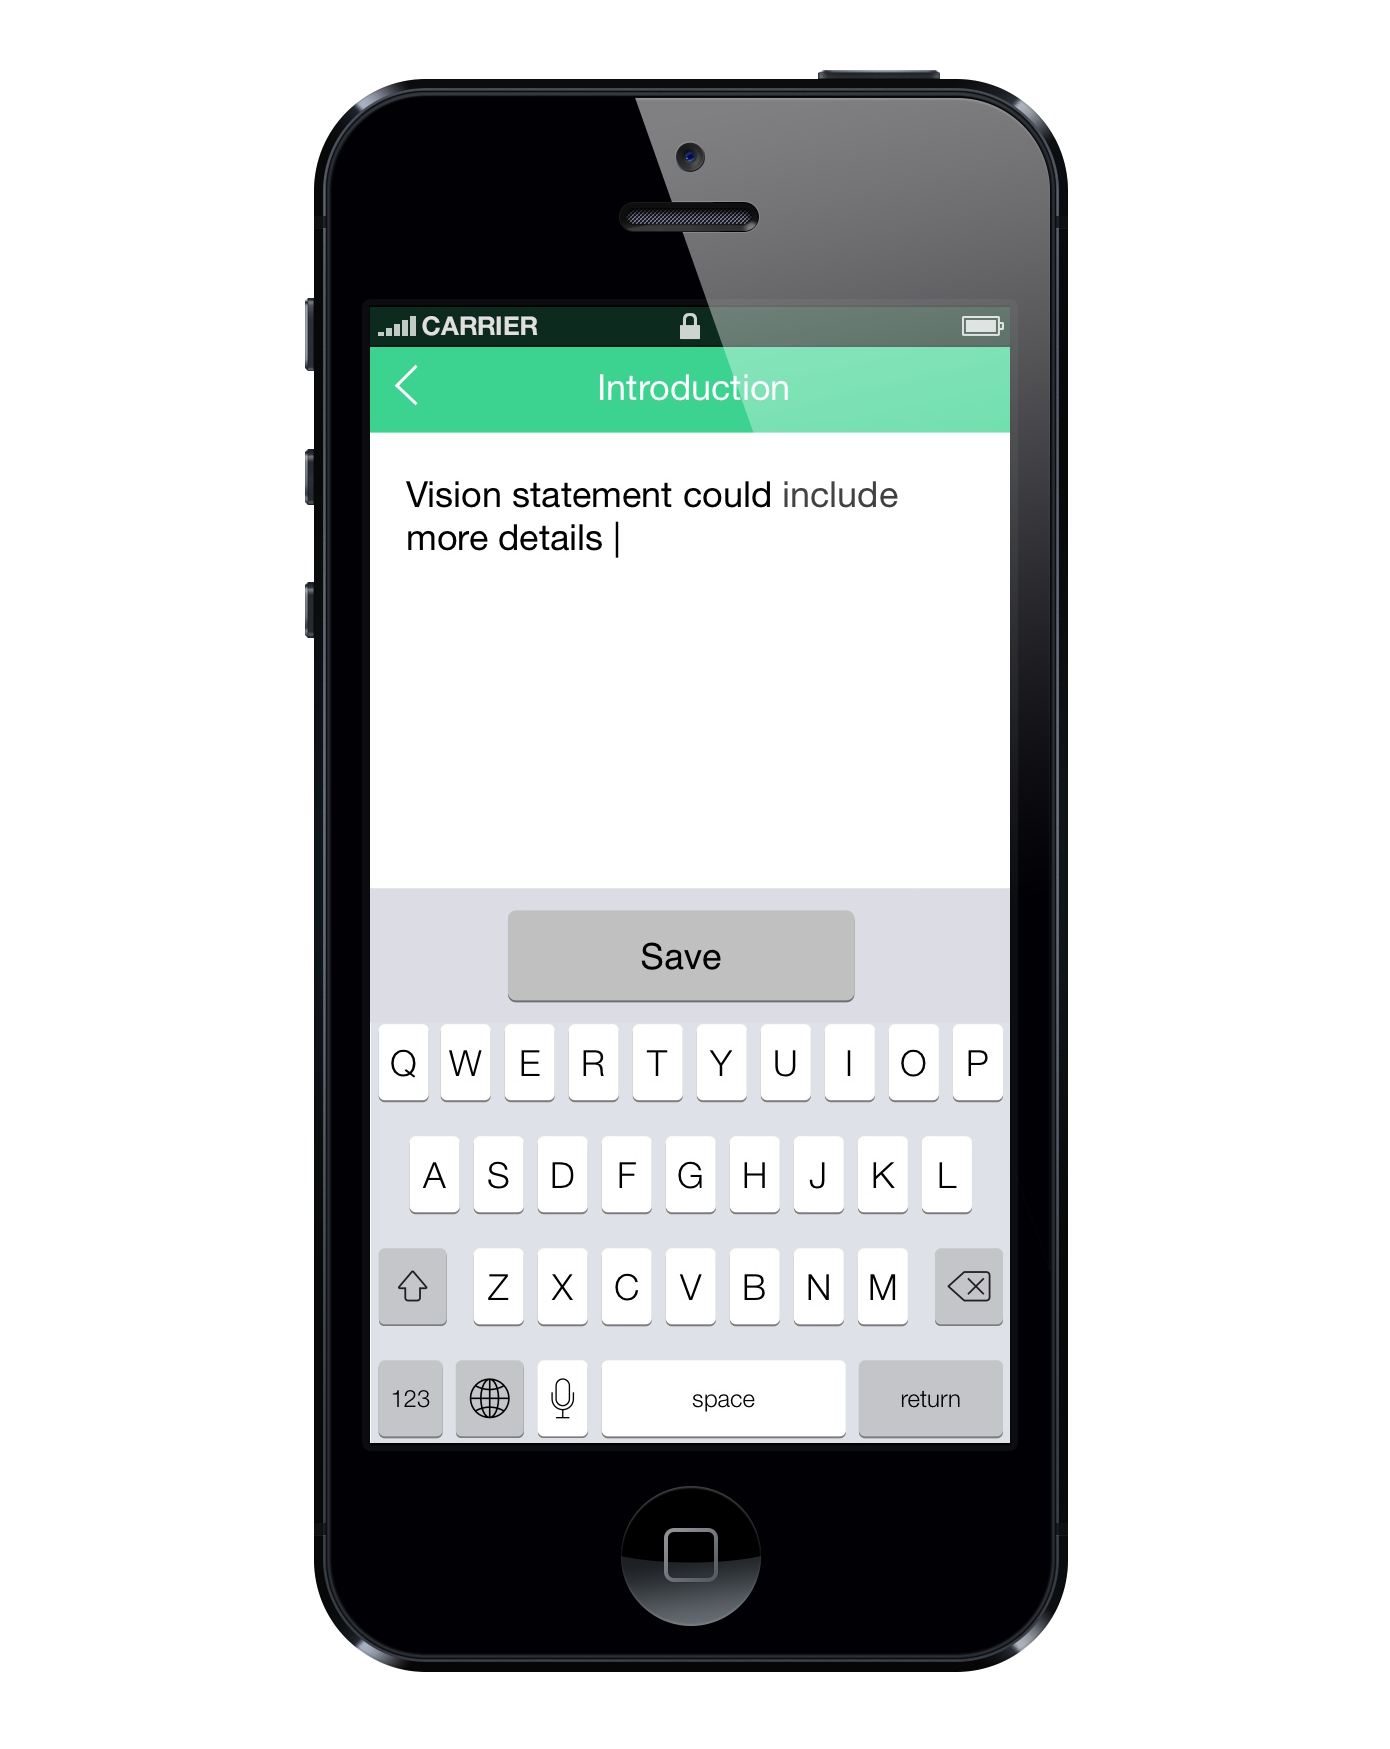 CARRIER
Introduction
Vision statement could include
more details
Save
Q W E R T Y U I O P
A S D F G H J K L
Z X C V B N M
123 space return